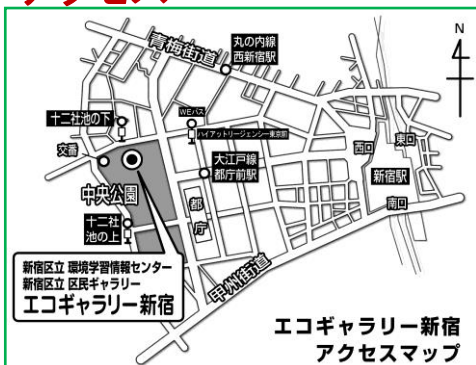 アクセス
N
丸の内線
西新宿駅
青梅街道
WEバス
十二社池の下
ハイアットリージェンシー東京前
交番
大江戸線
都庁前駅
西口
東口
新宿駅
中央公園
都庁
南口
十二社
池の上
甲州街道
新宿区立 環境学習情報センター
新宿区立 区民ギャラリー
エコギャラリー新宿
エコギャラリー新宿
アクセスマップ